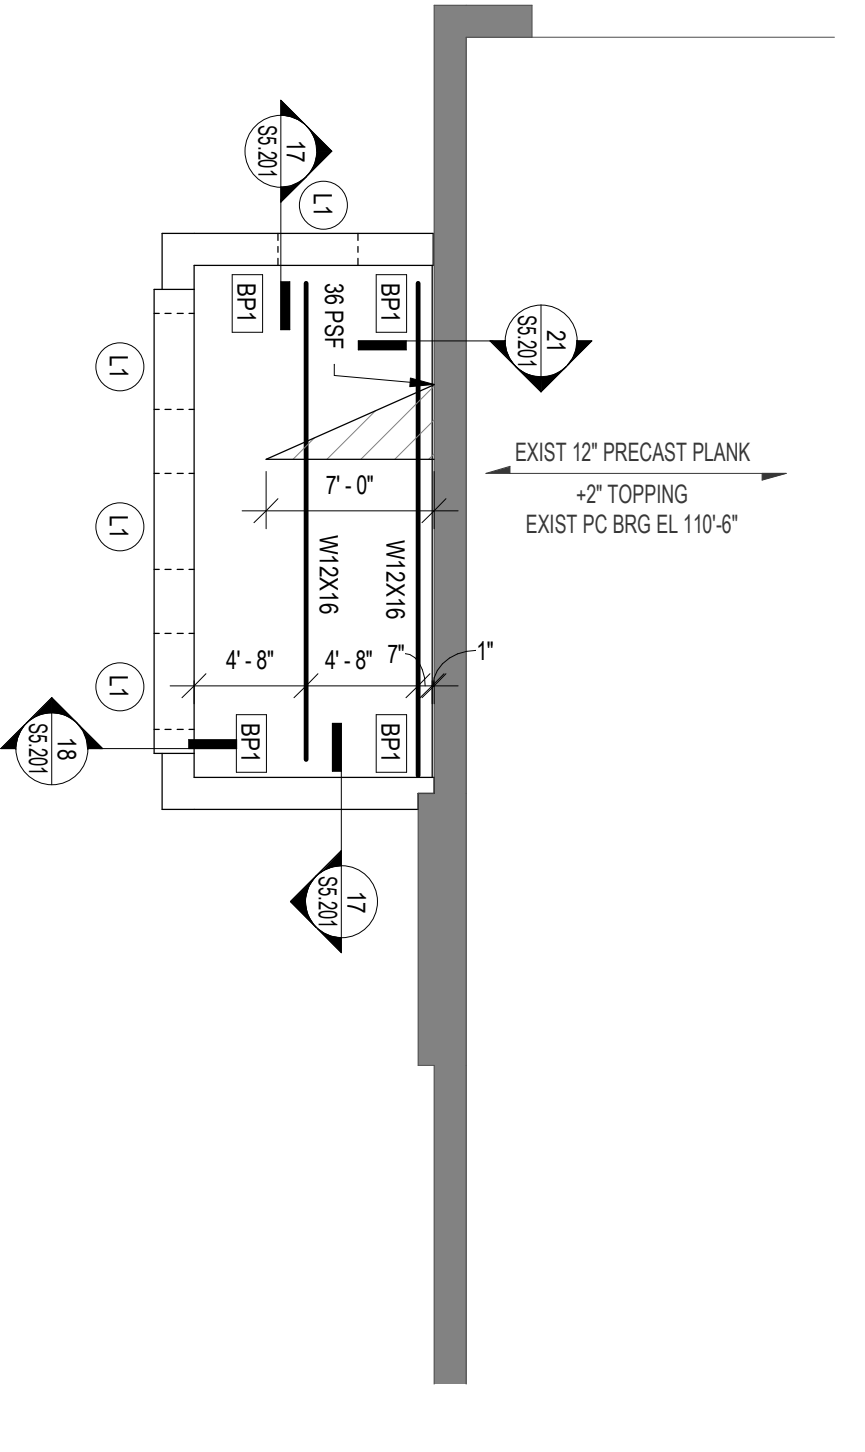 17
S5.201
L1
BP1
36 PSF
BP1
21
S5.201
L1
EXIST 12" PRECAST PLANK
+2" TOPPING
EXIST PC BRG EL 110'-6"
7' - 0"
L1
W12X16
W12X16
4' - 8"
4' - 8"
7"
1"
L1
18
S5.201
BP1
BP1
17
S5.201